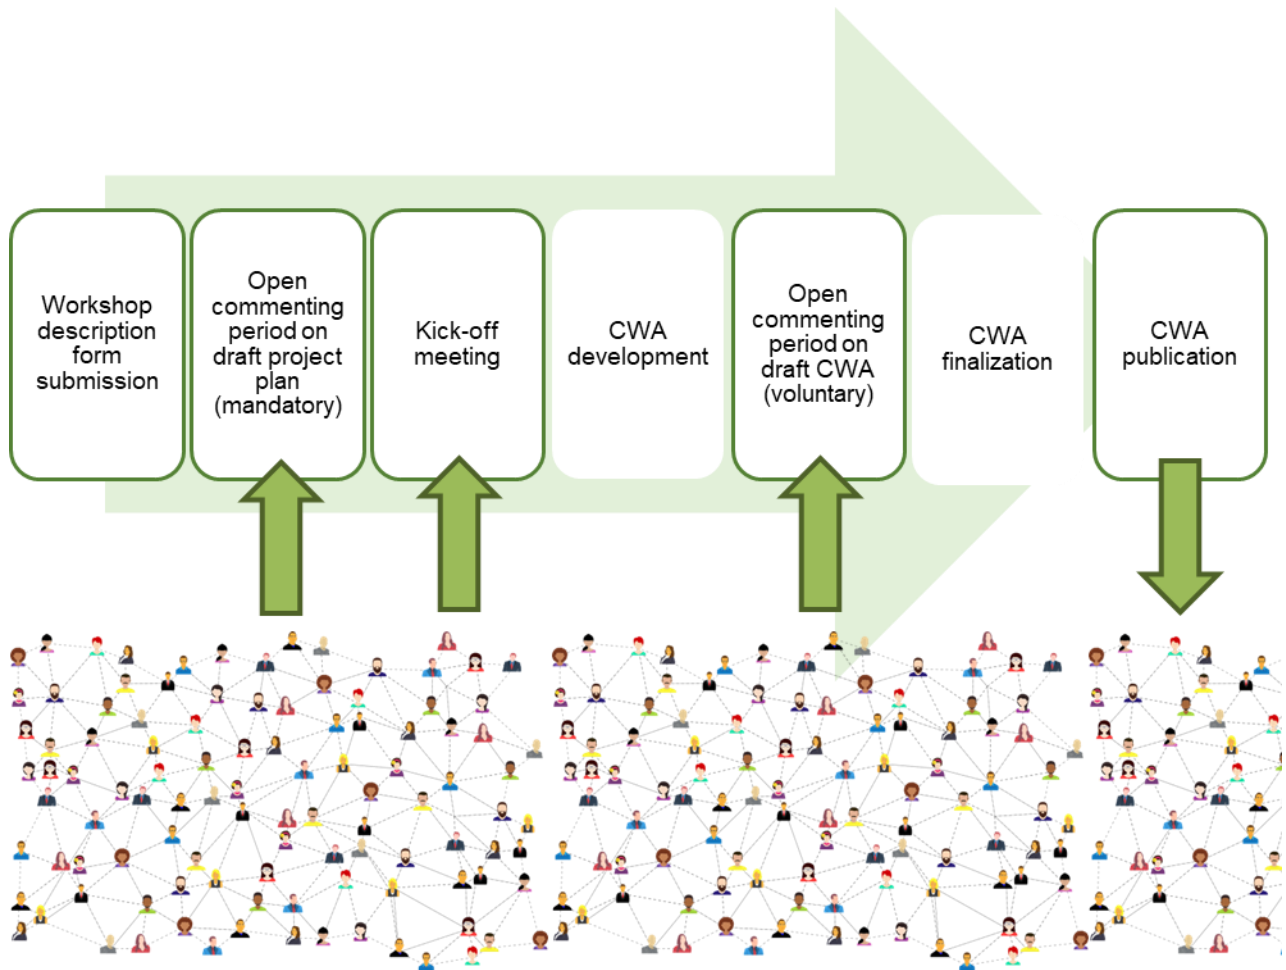 Workshop
description
form
submission
Open
commenting
period on
draft project
plan
(mandatory)
Kick-off
meeting
CWA
development
Open
commenting
period on
draft CWA
(voluntary)
CWA
finalization
CWA
publication